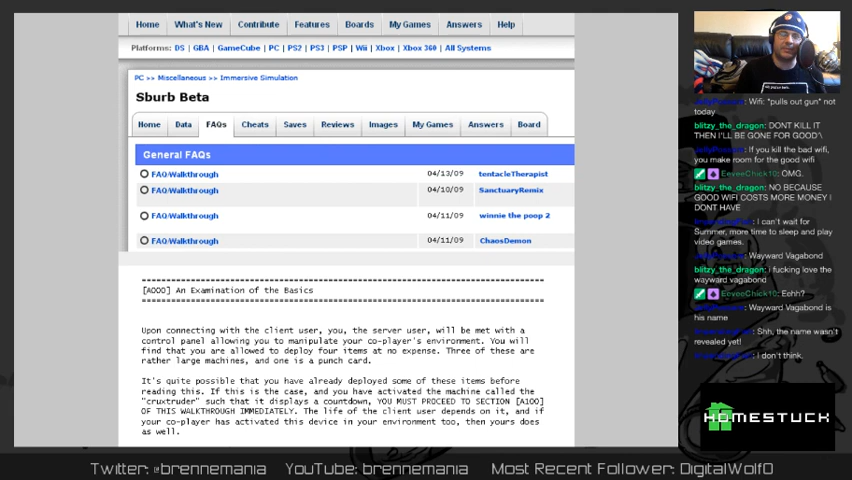 Home What's New Contribute Features Boards My Games Answers Help
Platforms: DS | GBA | GameCube | PC | PS2 | PS3 | PSP | Wii | Xbox | Xbox 360 | All Systems
PC >> Miscellaneous >> Immersive Simulation
Sburb Beta
Home Data FAQs Cheats Saves Reviews Images My Games Answers Board
General FAQs
FAQ/Walkthrough 04/13/09 tentacleTherapist
FAQ/Walkthrough 04/10/09 SanctuaryRemix
FAQ/Walkthrough 04/11/09 winnie the poop 2
FAQ/Walkthrough 04/11/09 ChaosDemon
[A000] An Examination of the Basics
Upon connecting with the client user, you, the server user, will be met with a
control panel allowing you to manipulate your co-player's environment. You will
find that you are allowed to deploy four items at no expense. Three of these are
rather large machines, and one is a punch card.
It's quite possible that you have already deployed some of these items before
reading this. If this is the case, and you have activated the machine called the
"cruxtruder" such that it displays a countdown, YOU MUST PROCEED TO SECTION [A100]
OF THIS WALKTHROUGH IMMEDIATELY. The life of the client user depends on it, and if
your co-player has activated this device in your environment too, then yours does
as well.
Wifi: *pulls out gun* not
today
blitzy_the_dragon: DONT KILL IT
THEN I'LL BE GONE FOR GOOD'\
If you kill the bad wifi,
you make room for the good wifi
EeveeChick10: OMG.
blitzy_the_dragon: NO BECAUSE
GOOD WIFI COSTS MORE MONEY I
DONT HAVE
I can't wait for
Summer, more time to sleep and play
video games.
Wayward Vagabond
blitzy_the_dragon: i fucking love the
wayward vagabond
EeveeChick10: Eehh?
Wayward Vagabond is
his name
Shh, the name wasn't
revealed yet!
I don't think.
HOMESTUCK
Twitter: @brennemania YouTube: brennemania Most Recent Follower: DigitalWolf0